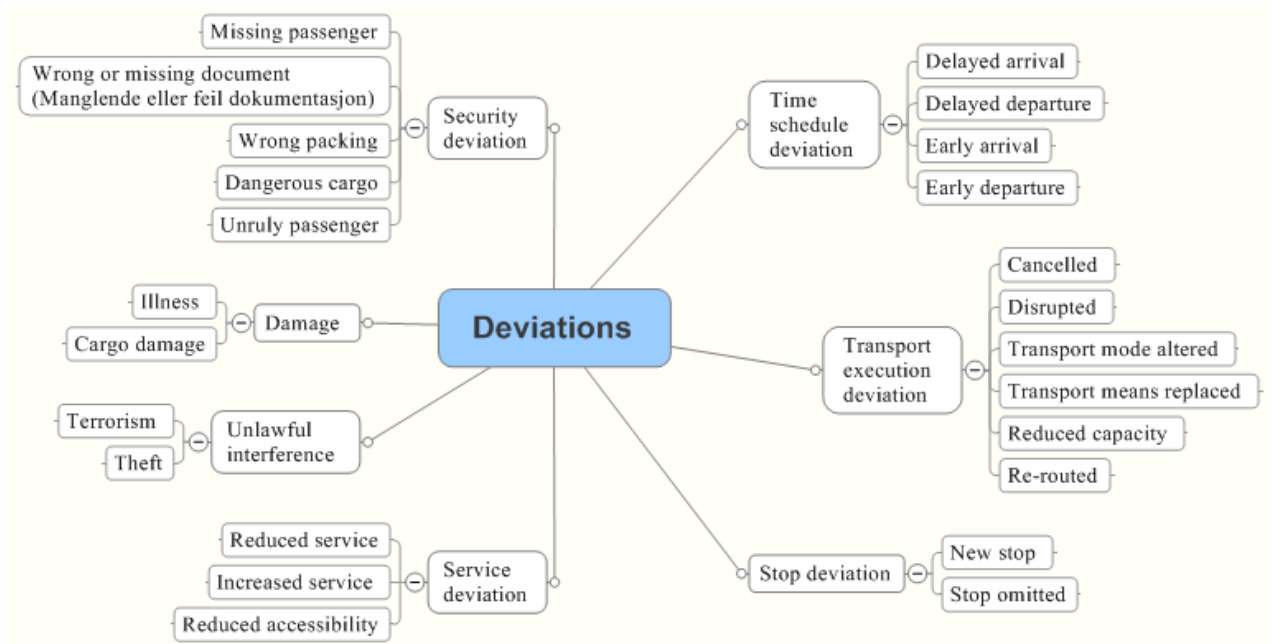 Missing passenger
Wrong or missing document
(Manglende eller feil dokumentasjon)
Wrong packing
Dangerous cargo
Unruly passenger
Security
deviation
Illness
Cargo damage
Damage
Terrorism
Theft
Unlawful
interference
Reduced service
Increased service
Reduced accessibility
Service
deviation
Deviations
Time
schedule
deviation
Delayed arrival
Delayed departure
Early arrival
Early departure
Transport
execution
deviation
Cancelled
Disrupted
Transport mode altered
Transport means replaced
Reduced capacity
Re-routed
Stop deviation
New stop
Stop omitted